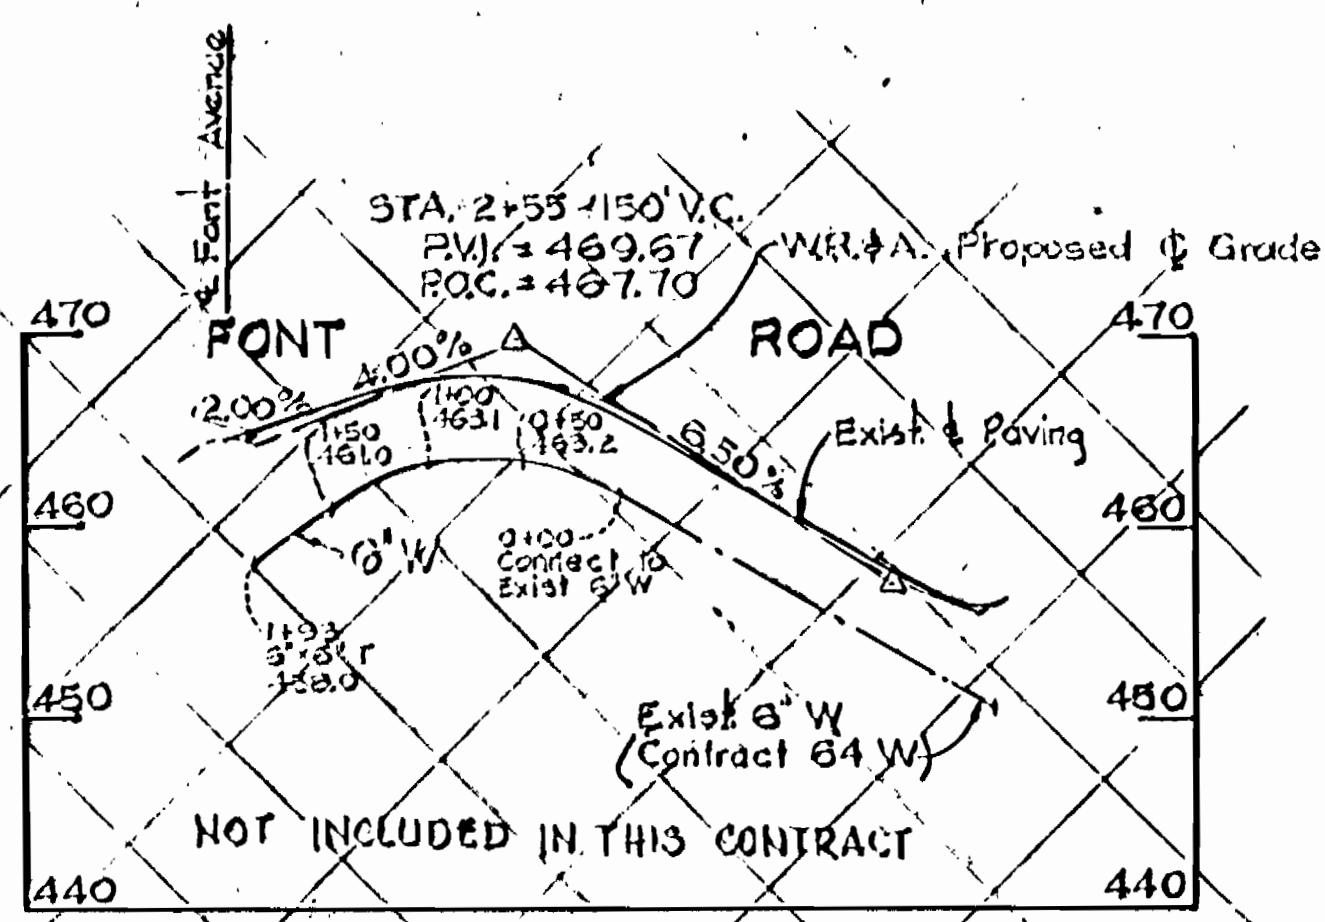 ℄ Font Avenue
STA. 2+55 -150' V.C.
P.V.I. = 469.67
P.O.C. = 467.70
W.R.&A. Proposed ℄ Grade
470
FONT
ROAD
470
4.00%
2.00%
1+50
461.0
1+00
463.1
0+50
463.2
6.50%
Exist. ℄ Paving
460
460
6" W
0+00
Connect to
Exist 6" W
1+93
6"x6" T
458.0
450
450
Exist. 6" W
(Contract 64 W)
NOT INCLUDED IN THIS CONTRACT
440
440